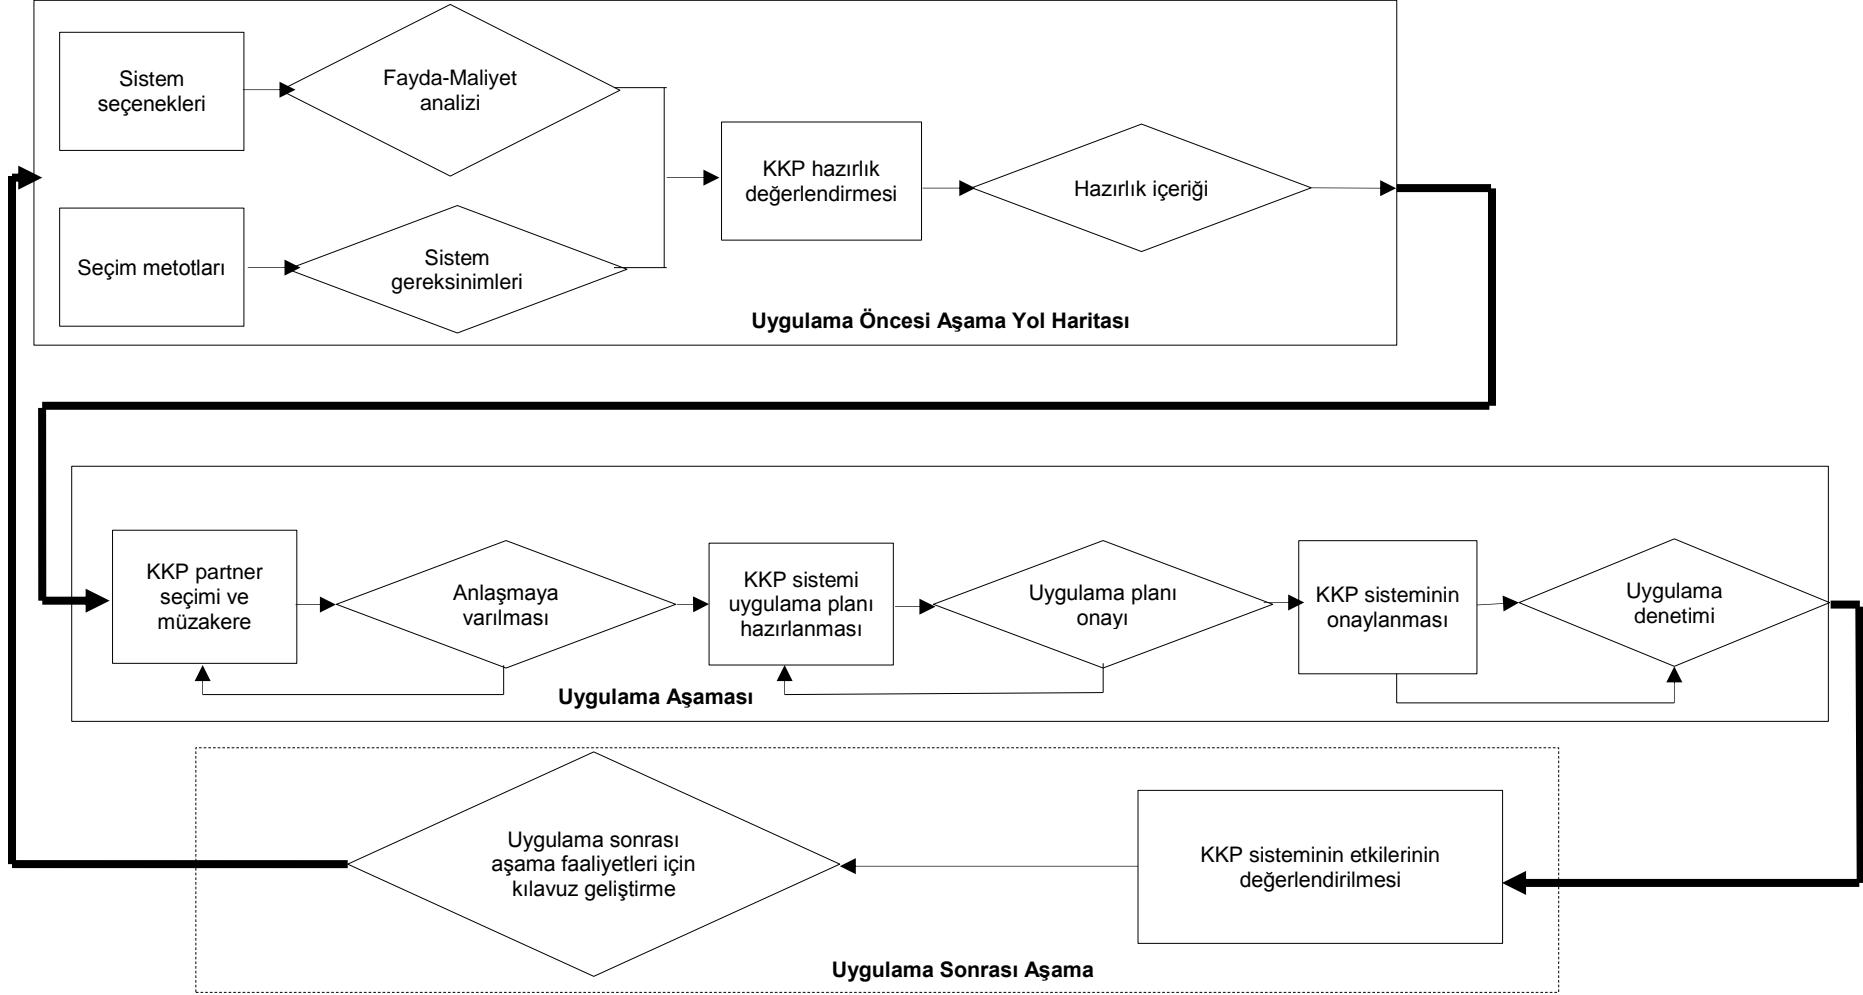 Sistem
seçenekleri
Fayda-Maliyet
analizi
KKP hazırlık
değerlendirmesi
Hazırlık içeriği
Seçim metotları
Sistem
gereksinimleri
Uygulama Öncesi Aşama Yol Haritası
KKP partner
seçimi ve
müzakere
Anlaşmaya
varılması
KKP sistemi
uygulama planı
hazırlanması
Uygulama planı
onayı
KKP sisteminin
onaylanması
Uygulama
denetimi
Uygulama Aşaması
Uygulama sonrası
aşama faaliyetleri için
kılavuz geliştirme
KKP sisteminin etkilerinin
değerlendirilmesi
Uygulama Sonrası Aşama